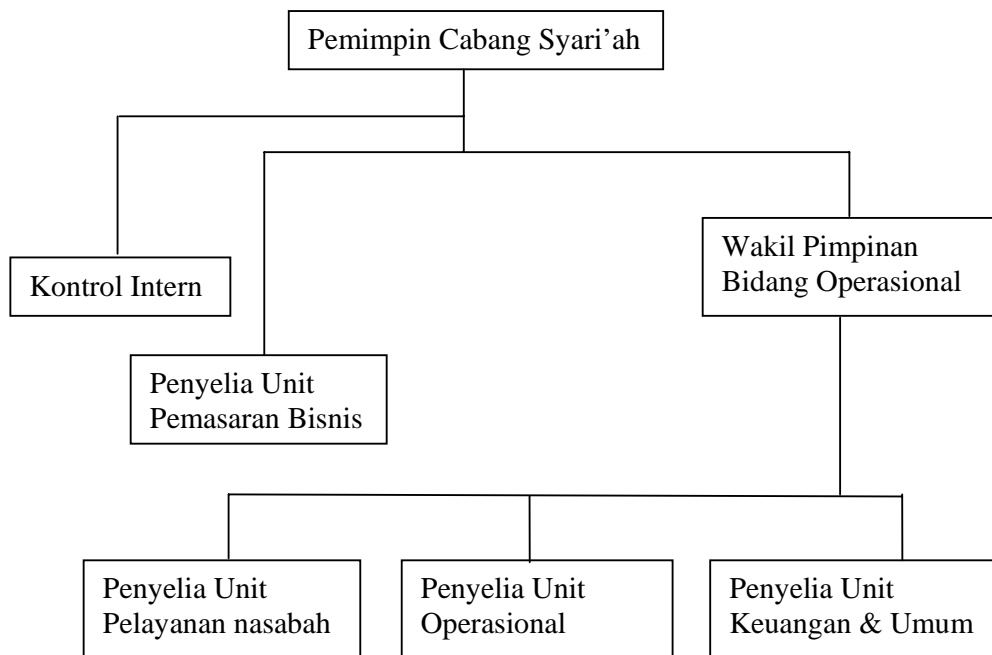 Pemimpin Cabang Syari’ah
Kontrol Intern
Wakil Pimpinan
Bidang Operasional
Penyelia Unit
Pemasaran Bisnis
Penyelia Unit
Pelayanan nasabah
Penyelia Unit
Operasional
Penyelia Unit
Keuangan & Umum